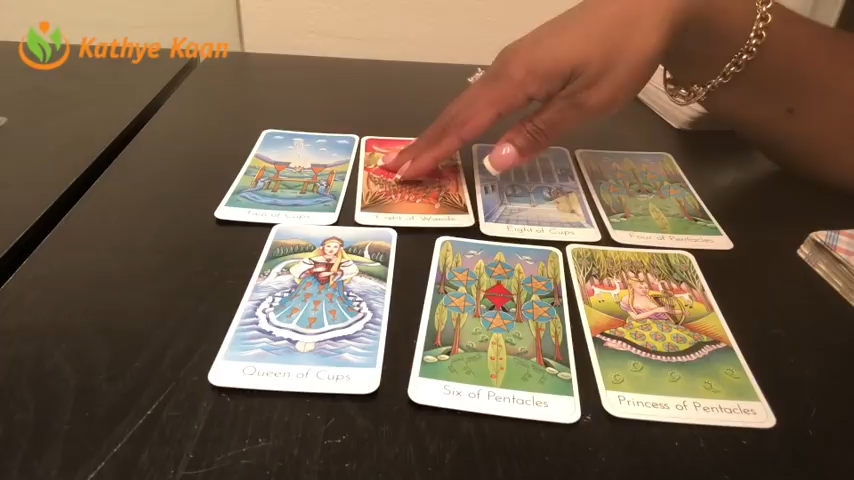 Kathye Kaan
Two of Cups
Eight of Wands
Eight of Cups
Four of Pentacles
Queen of Cups
Six of Pentacles
Princess of Pentacles